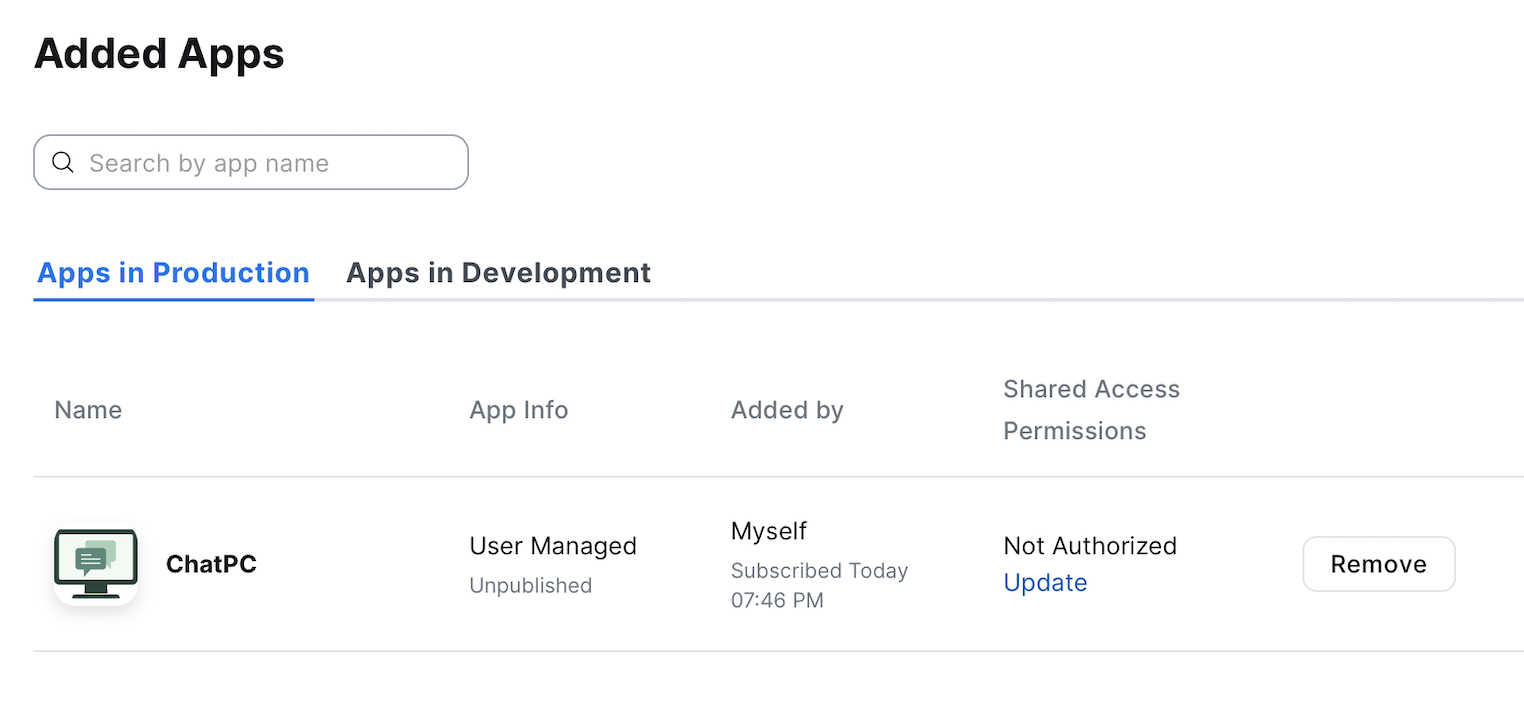 Added Apps
Search by app name
Apps in Production Apps in Development
Name App Info Added by Shared Access Permissions
ChatPC
User Managed
Unpublished
Myself
Subscribed Today
07:46 PM
Not Authorized
Update
Remove